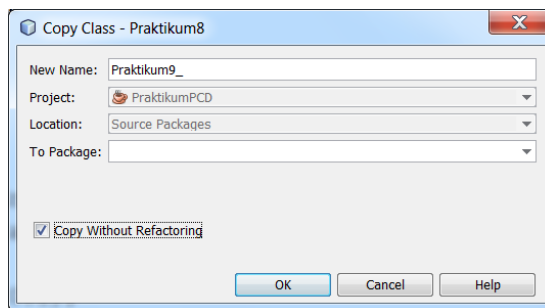 Copy Class - Praktikum8
New Name: Praktikum9_
Project: PraktikumPCD
Location: Source Packages
To Package:
Copy Without Refactoring
OK Cancel Help